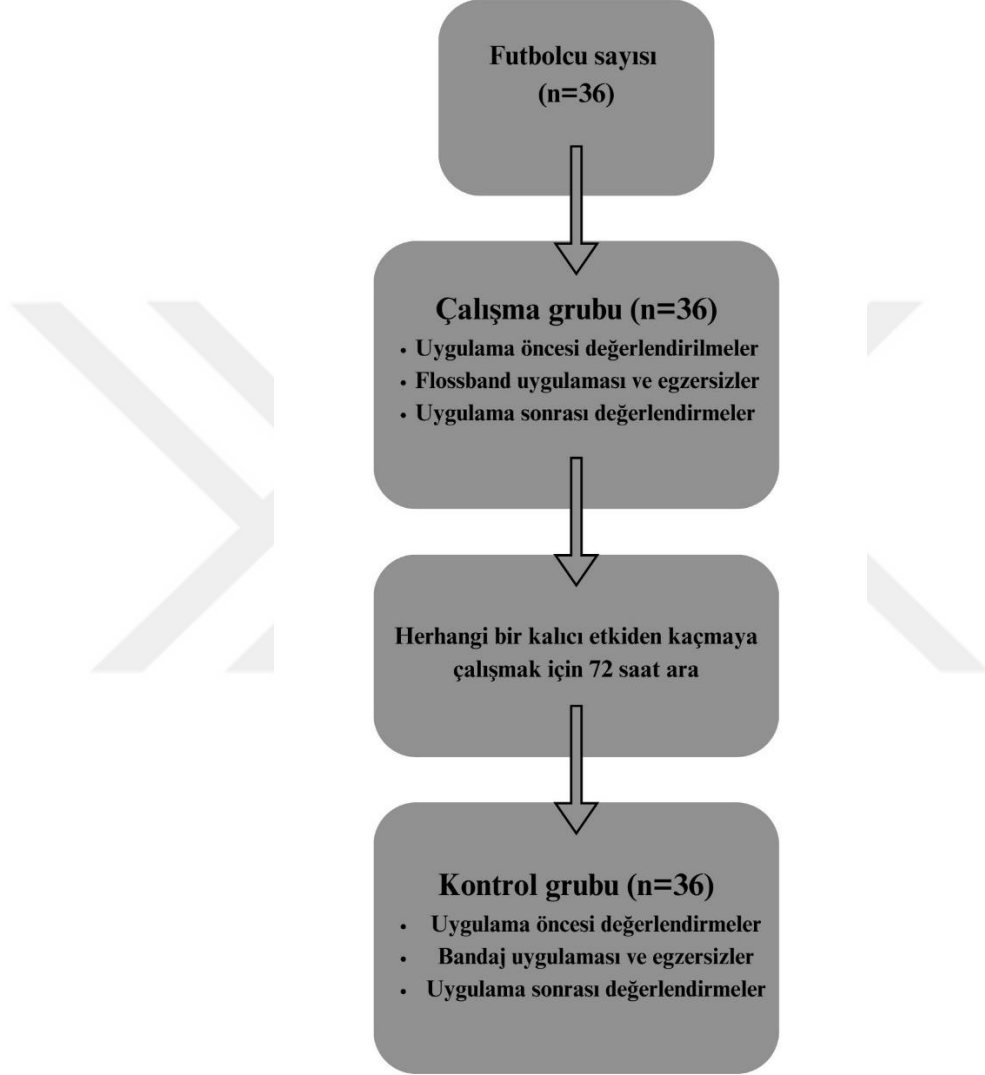 Futbolcu sayısı
(n=36)
Çalışma grubu (n=36)
• Uygulama öncesi değerlendirilmeler
• Flossband uygulaması ve egzersizler
• Uygulama sonrası değerlendirmeler
Herhangi bir kalıcı etkiden kaçmaya
çalışmak için 72 saat ara
Kontrol grubu (n=36)
• Uygulama öncesi değerlendirmeler
• Bandaj uygulaması ve egzersizler
• Uygulama sonrası değerlendirmeler